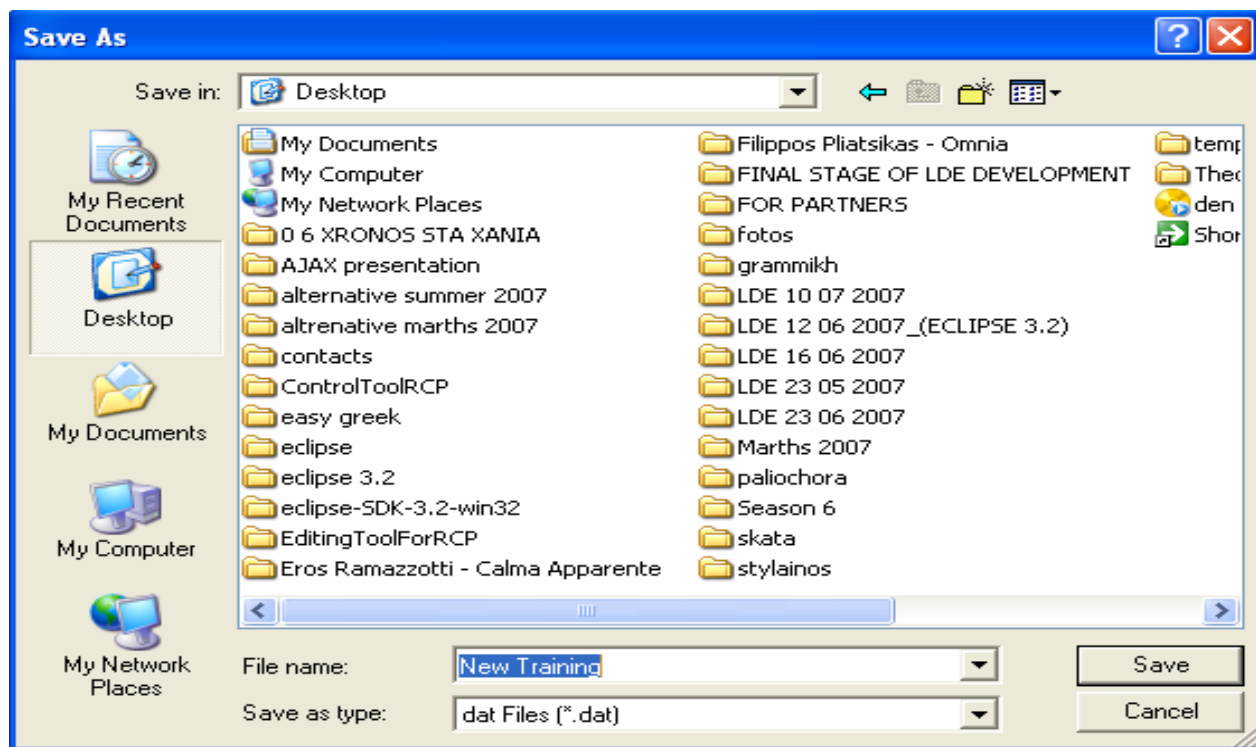 Save As
Save in:
Desktop
My Recent
Documents
Desktop
My Documents
My Computer
My Network
Places
My Documents
My Computer
My Network Places
0 6 XRONOS STA XANIA
AJAX presentation
alternative summer 2007
altrenative marths 2007
contacts
ControlToolRCP
easy greek
eclipse
eclipse 3.2
eclipse-SDK-3.2-win32
EditingToolForRCP
Eros Ramazzotti - Calma Apparente
Filippos Pliatsikas - Omnia
FINAL STAGE OF LDE DEVELOPMENT
FOR PARTNERS
fotos
grammikh
LDE 10 07 2007
LDE 12 06 2007_(ECLIPSE 3.2)
LDE 16 06 2007
LDE 23 05 2007
LDE 23 06 2007
Marths 2007
paliochora
Season 6
skata
stylainos
temp
Theo
den
Shor
File name:
New Training
Save
Save as type:
dat Files (*.dat)
Cancel